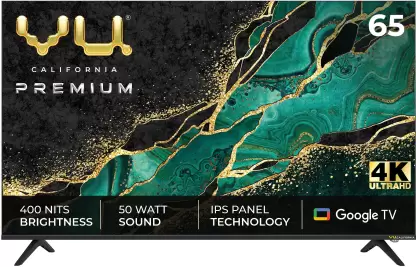 VU
CALIFORNIA
PREMIUM
65
4K
ULTRAHD
400 NITS
BRIGHTNESS
50 WATT
SOUND
IPS PANEL
TECHNOLOGY
Google TV